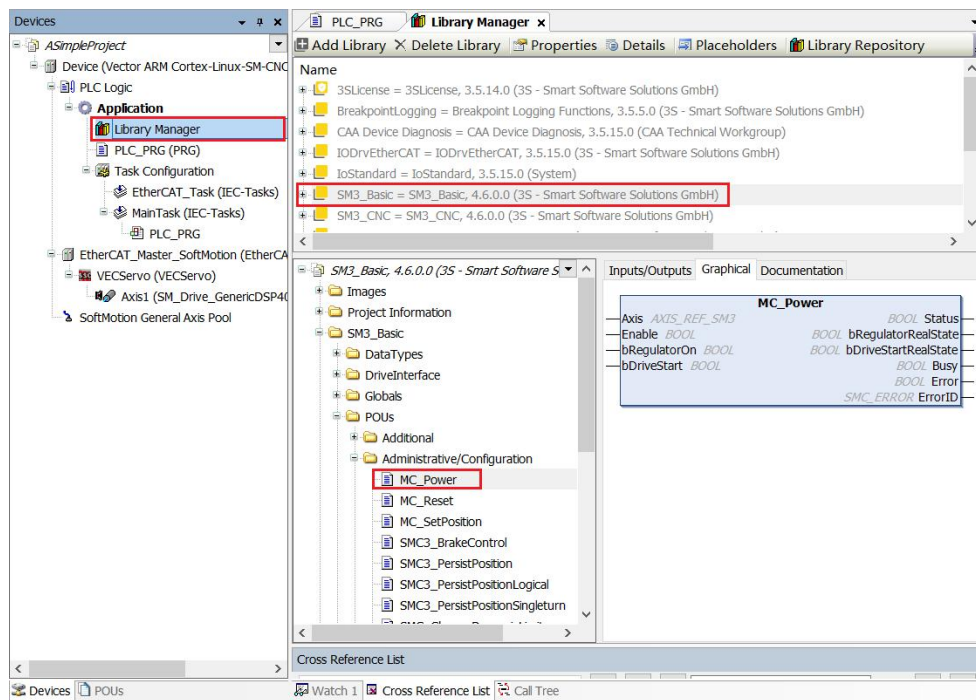 Devices
ASimpleProject
Device (Vector ARM Cortex-Linux-SM-CNC
PLC Logic
Application
Library Manager
PLC_PRG (PRG)
Task Configuration
EtherCAT_Task (IEC-Tasks)
MainTask (IEC-Tasks)
PLC_PRG
EtherCAT_Master_SoftMotion (EtherCA
VECServo (VECServo)
Axis1 (SM_Drive_GenericDSP40
SoftMotion General Axis Pool
Devices POUs
PLC_PRG Library Manager
Add Library Delete Library Properties Details Placeholders Library Repository
Name
3SLicense = 3SLicense, 3.5.14.0 (3S - Smart Software Solutions GmbH)
BreakpointLogging = Breakpoint Logging Functions, 3.5.5.0 (3S - Smart Software Solutions GmbH)
CAA Device Diagnosis = CAA Device Diagnosis, 3.5.15.0 (CAA Technical Workgroup)
IODrvEtherCAT = IODrvEtherCAT, 3.5.15.0 (3S - Smart Software Solutions GmbH)
IoStandard = IoStandard, 3.5.15.0 (System)
SM3_Basic = SM3_Basic, 4.6.0.0 (3S - Smart Software Solutions GmbH)
SM3_CNC = SM3_CNC, 4.6.0.0 (3S - Smart Software Solutions GmbH)
SM3_Basic, 4.6.0.0 (3S - Smart Software S
Images
Project Information
SM3_Basic
DataTypes
DriveInterface
Globals
POUs
Additional
Administrative/Configuration
MC_Power
MC_Reset
MC_SetPosition
SMC3_BrakeControl
SMC3_PersistPosition
SMC3_PersistPositionLogical
SMC3_PersistPositionSingleturn
Inputs/Outputs Graphical Documentation
MC_Power
Axis AXIS_REF_SM3 BOOL Status
Enable BOOL BOOL bRegulatorRealState
bRegulatorOn BOOL BOOL bDriveStartRealState
bDriveStart BOOL BOOL Busy
BOOL Error
SMC_ERROR ErrorID
Cross Reference List
Watch 1 Cross Reference List Call Tree